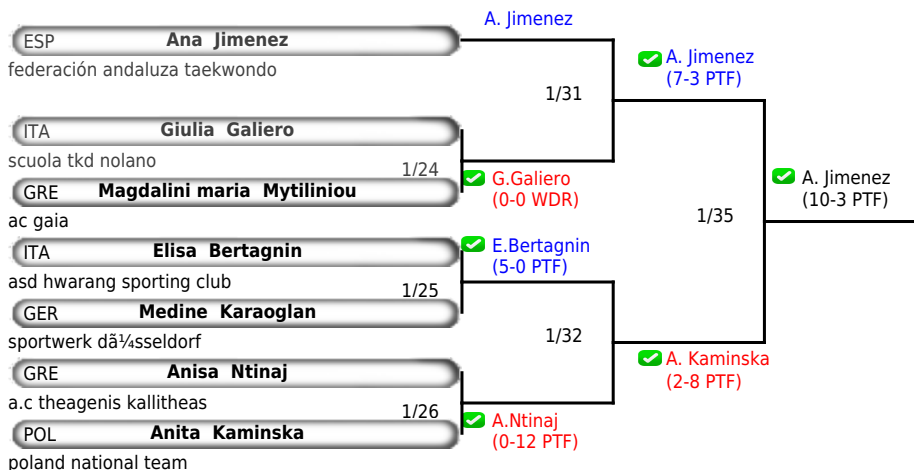 A. Jimenez
ESP Ana Jimenez
federación andaluza taekwondo
A. Jimenez
(7-3 PTF)
1/31
ITA Giulia Galiero
scuola tkd nolano
1/24
G.Galiero
(0-0 WDR)
GRE Magdalini maria Mytiliniou
ac gaia
A. Jimenez
(10-3 PTF)
1/35
ITA Elisa Bertagnin
asd hwarang sporting club
E.Bertagnin
(5-0 PTF)
1/25
GER Medine Karaoglan
sportwerk dã¼sseldorf
1/32
GRE Anisa Ntinaj
a.c theagenis kallitheas
A. Kaminska
(2-8 PTF)
1/26
POL Anita Kaminska
poland national team
A.Ntinaj
(0-12 PTF)